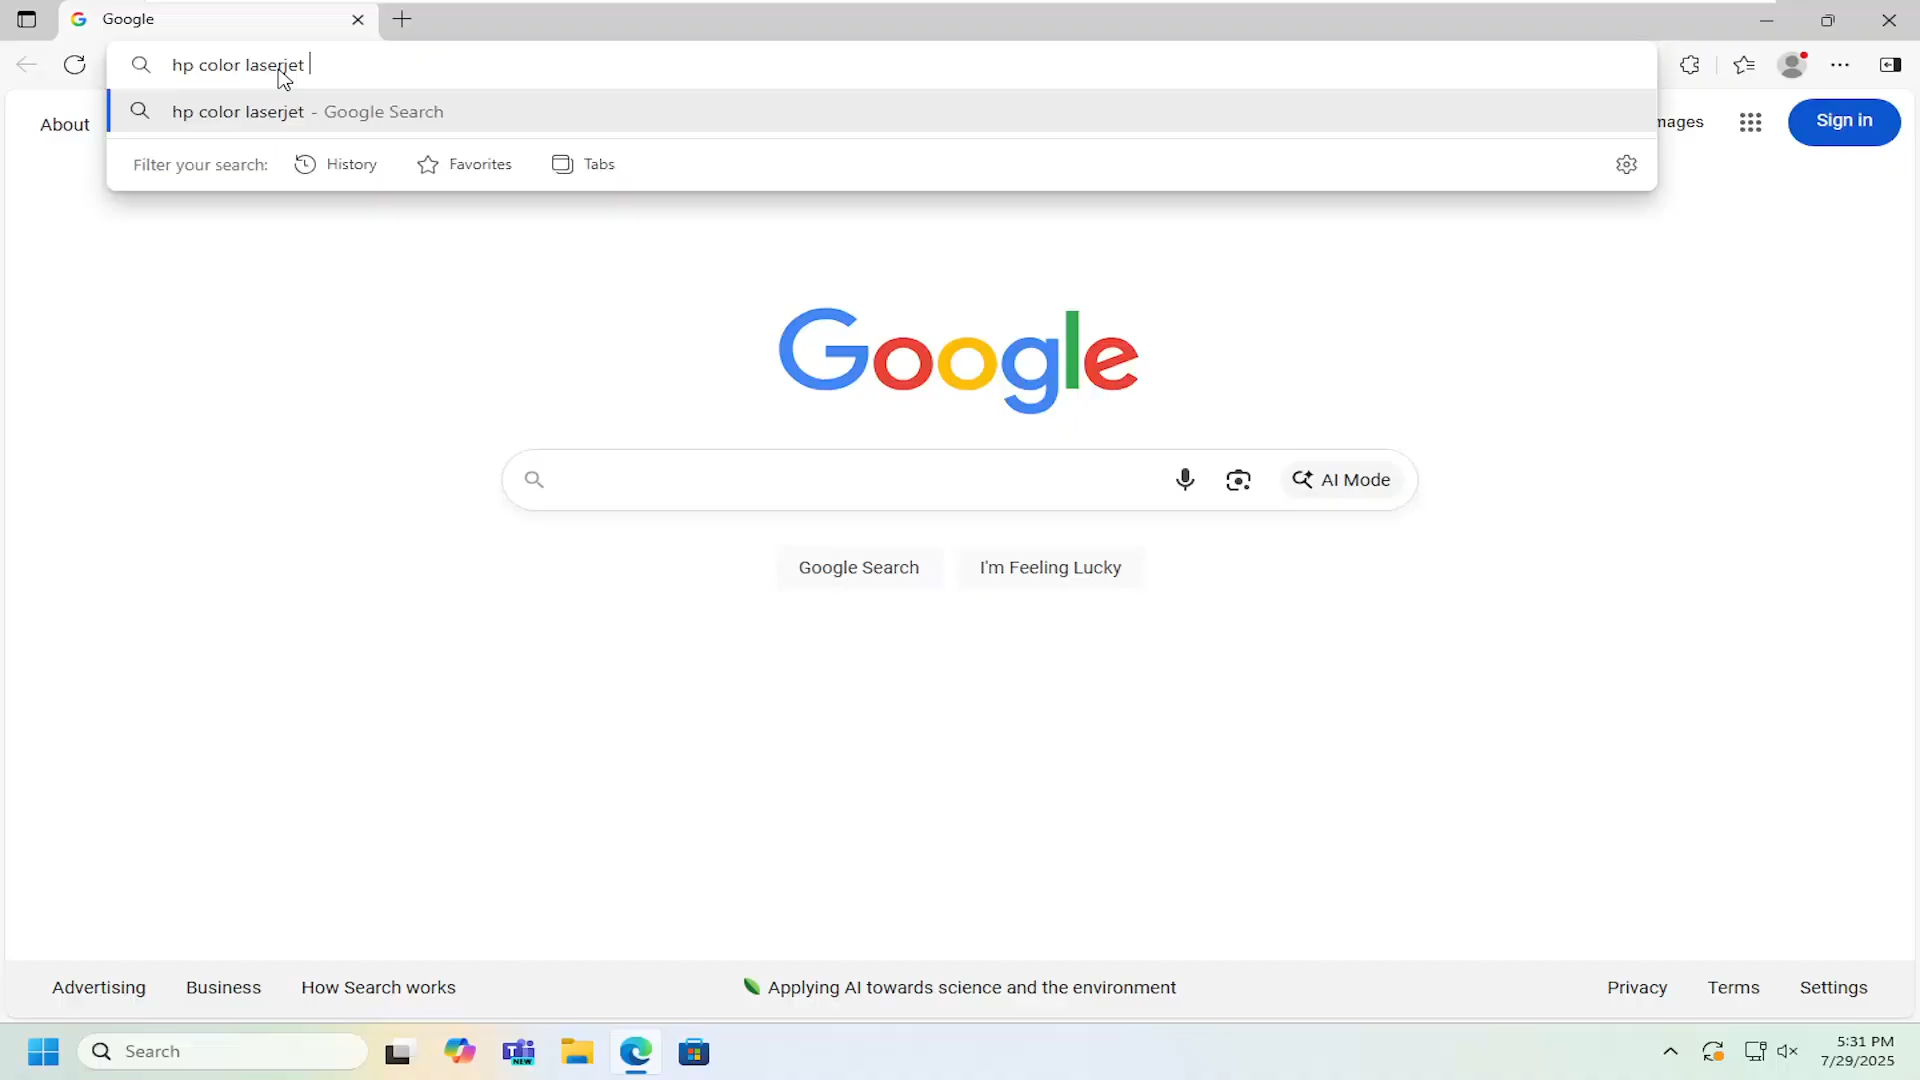 Google
hp color laserjet
hp color laserjet - Google Search
Filter your search: History Favorites Tabs
About
mages
Sign in
Google
AI Mode
Google Search
I'm Feeling Lucky
Advertising
Business
How Search works
Applying AI towards science and the environment
Privacy
Terms
Settings
Search
NEW
5:31 PM
7/29/2025